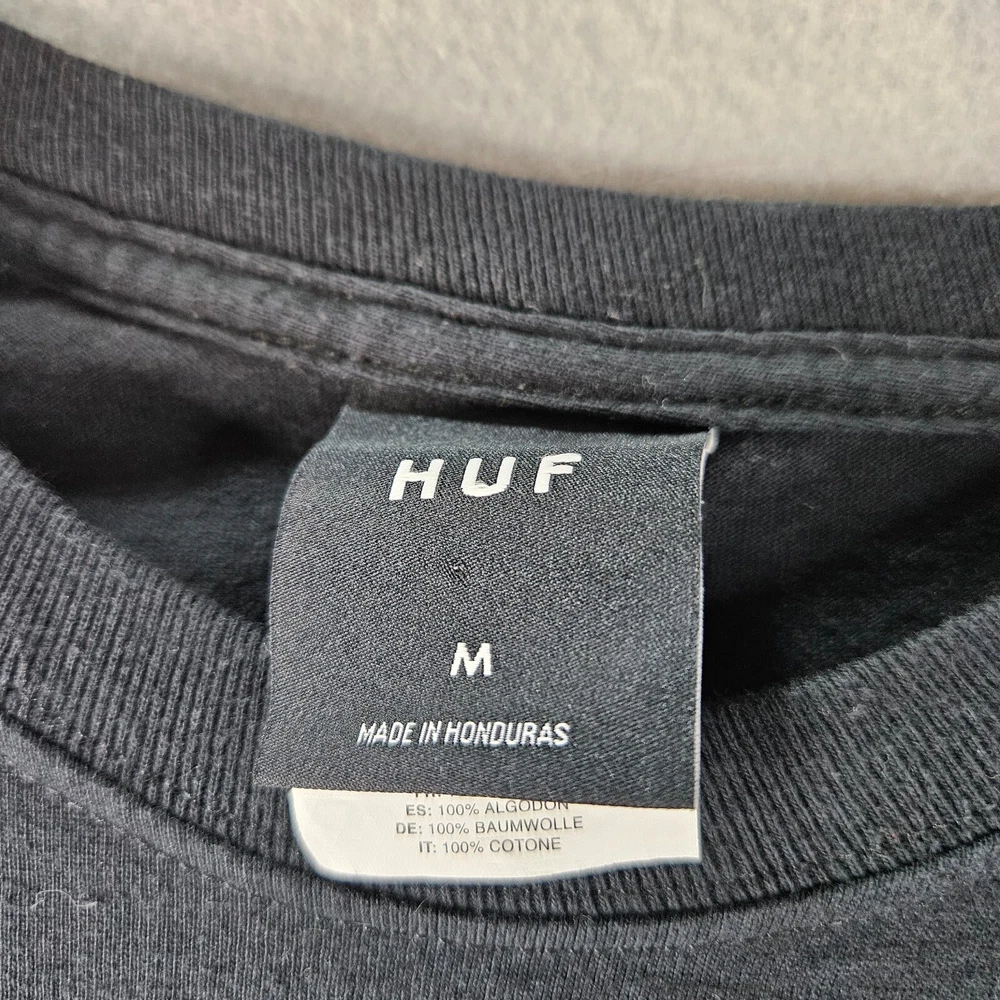 HUF
M
MADE IN HONDURAS
ES: 100% ALGODON
DE: 100% BAUMWOLLE
IT: 100% COTONE